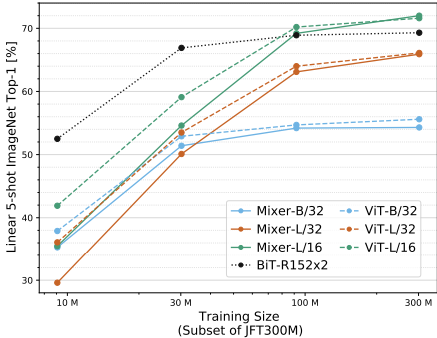 70
60
50
40
30
Linear 5-shot ImageNet Top-1 [%]
Mixer-B/32
Mixer-L/32
Mixer-L/16
BiT-R152x2
ViT-B/32
ViT-L/32
ViT-L/16
10 M
30 M
100 M
300 M
Training Size
(Subset of JFT300M)